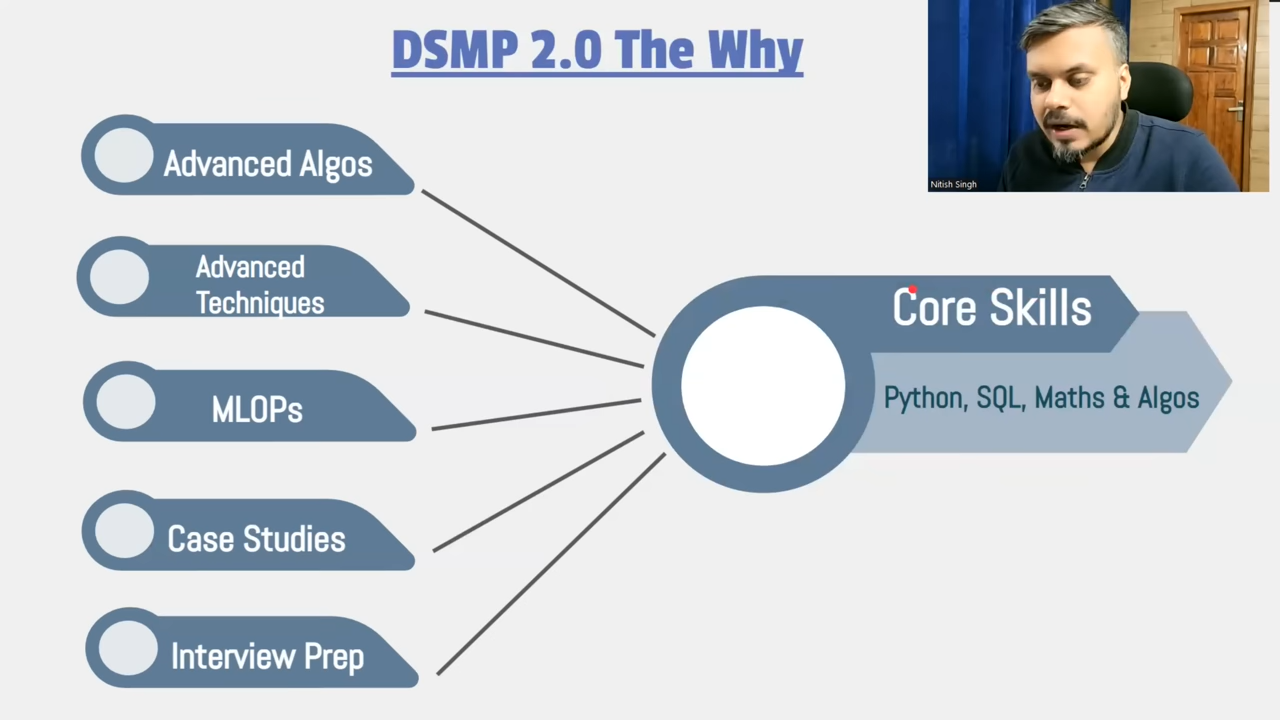 DSMP 2.0 The Why
Nitish Singh
Advanced Algos
Advanced
Techniques
MLOPs
Case Studies
Interview Prep
Core Skills
Python, SQL, Maths & Algos